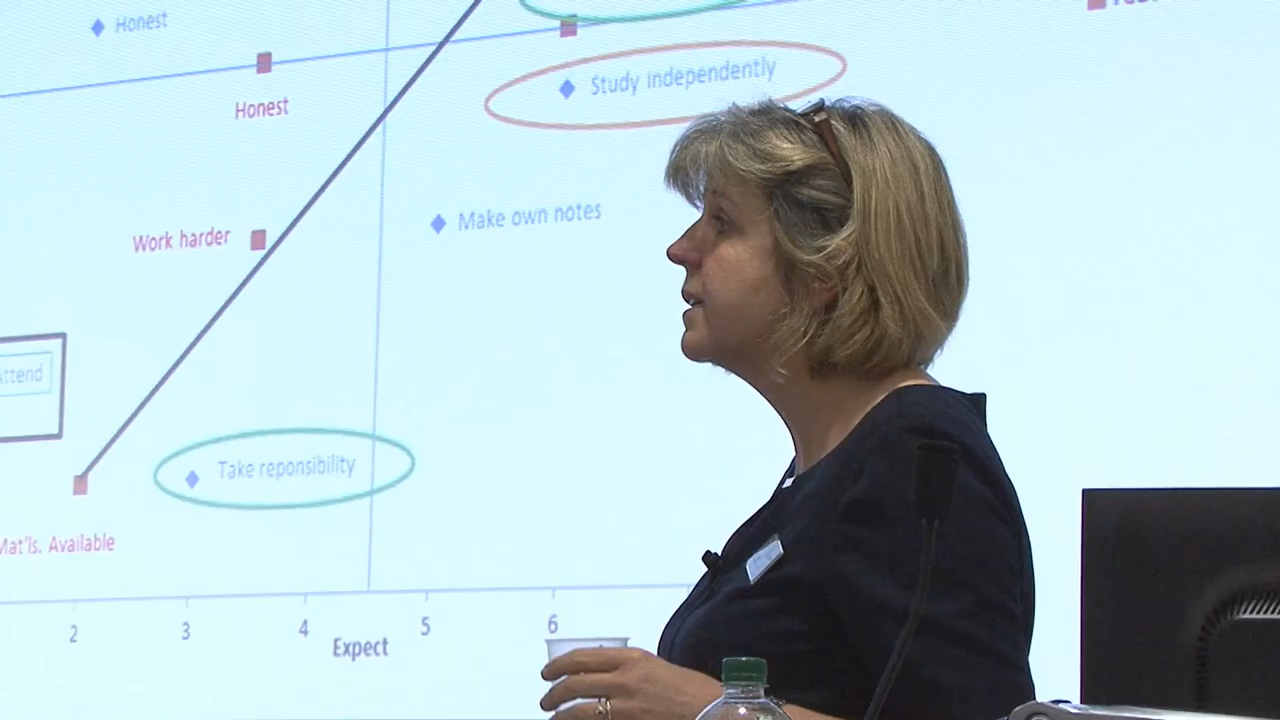 Honest
Study independently
Honest
Make own notes
Work harder
Attend
Take reponsibility
Mat'ls. Available
2 3 4 5 6
Expect